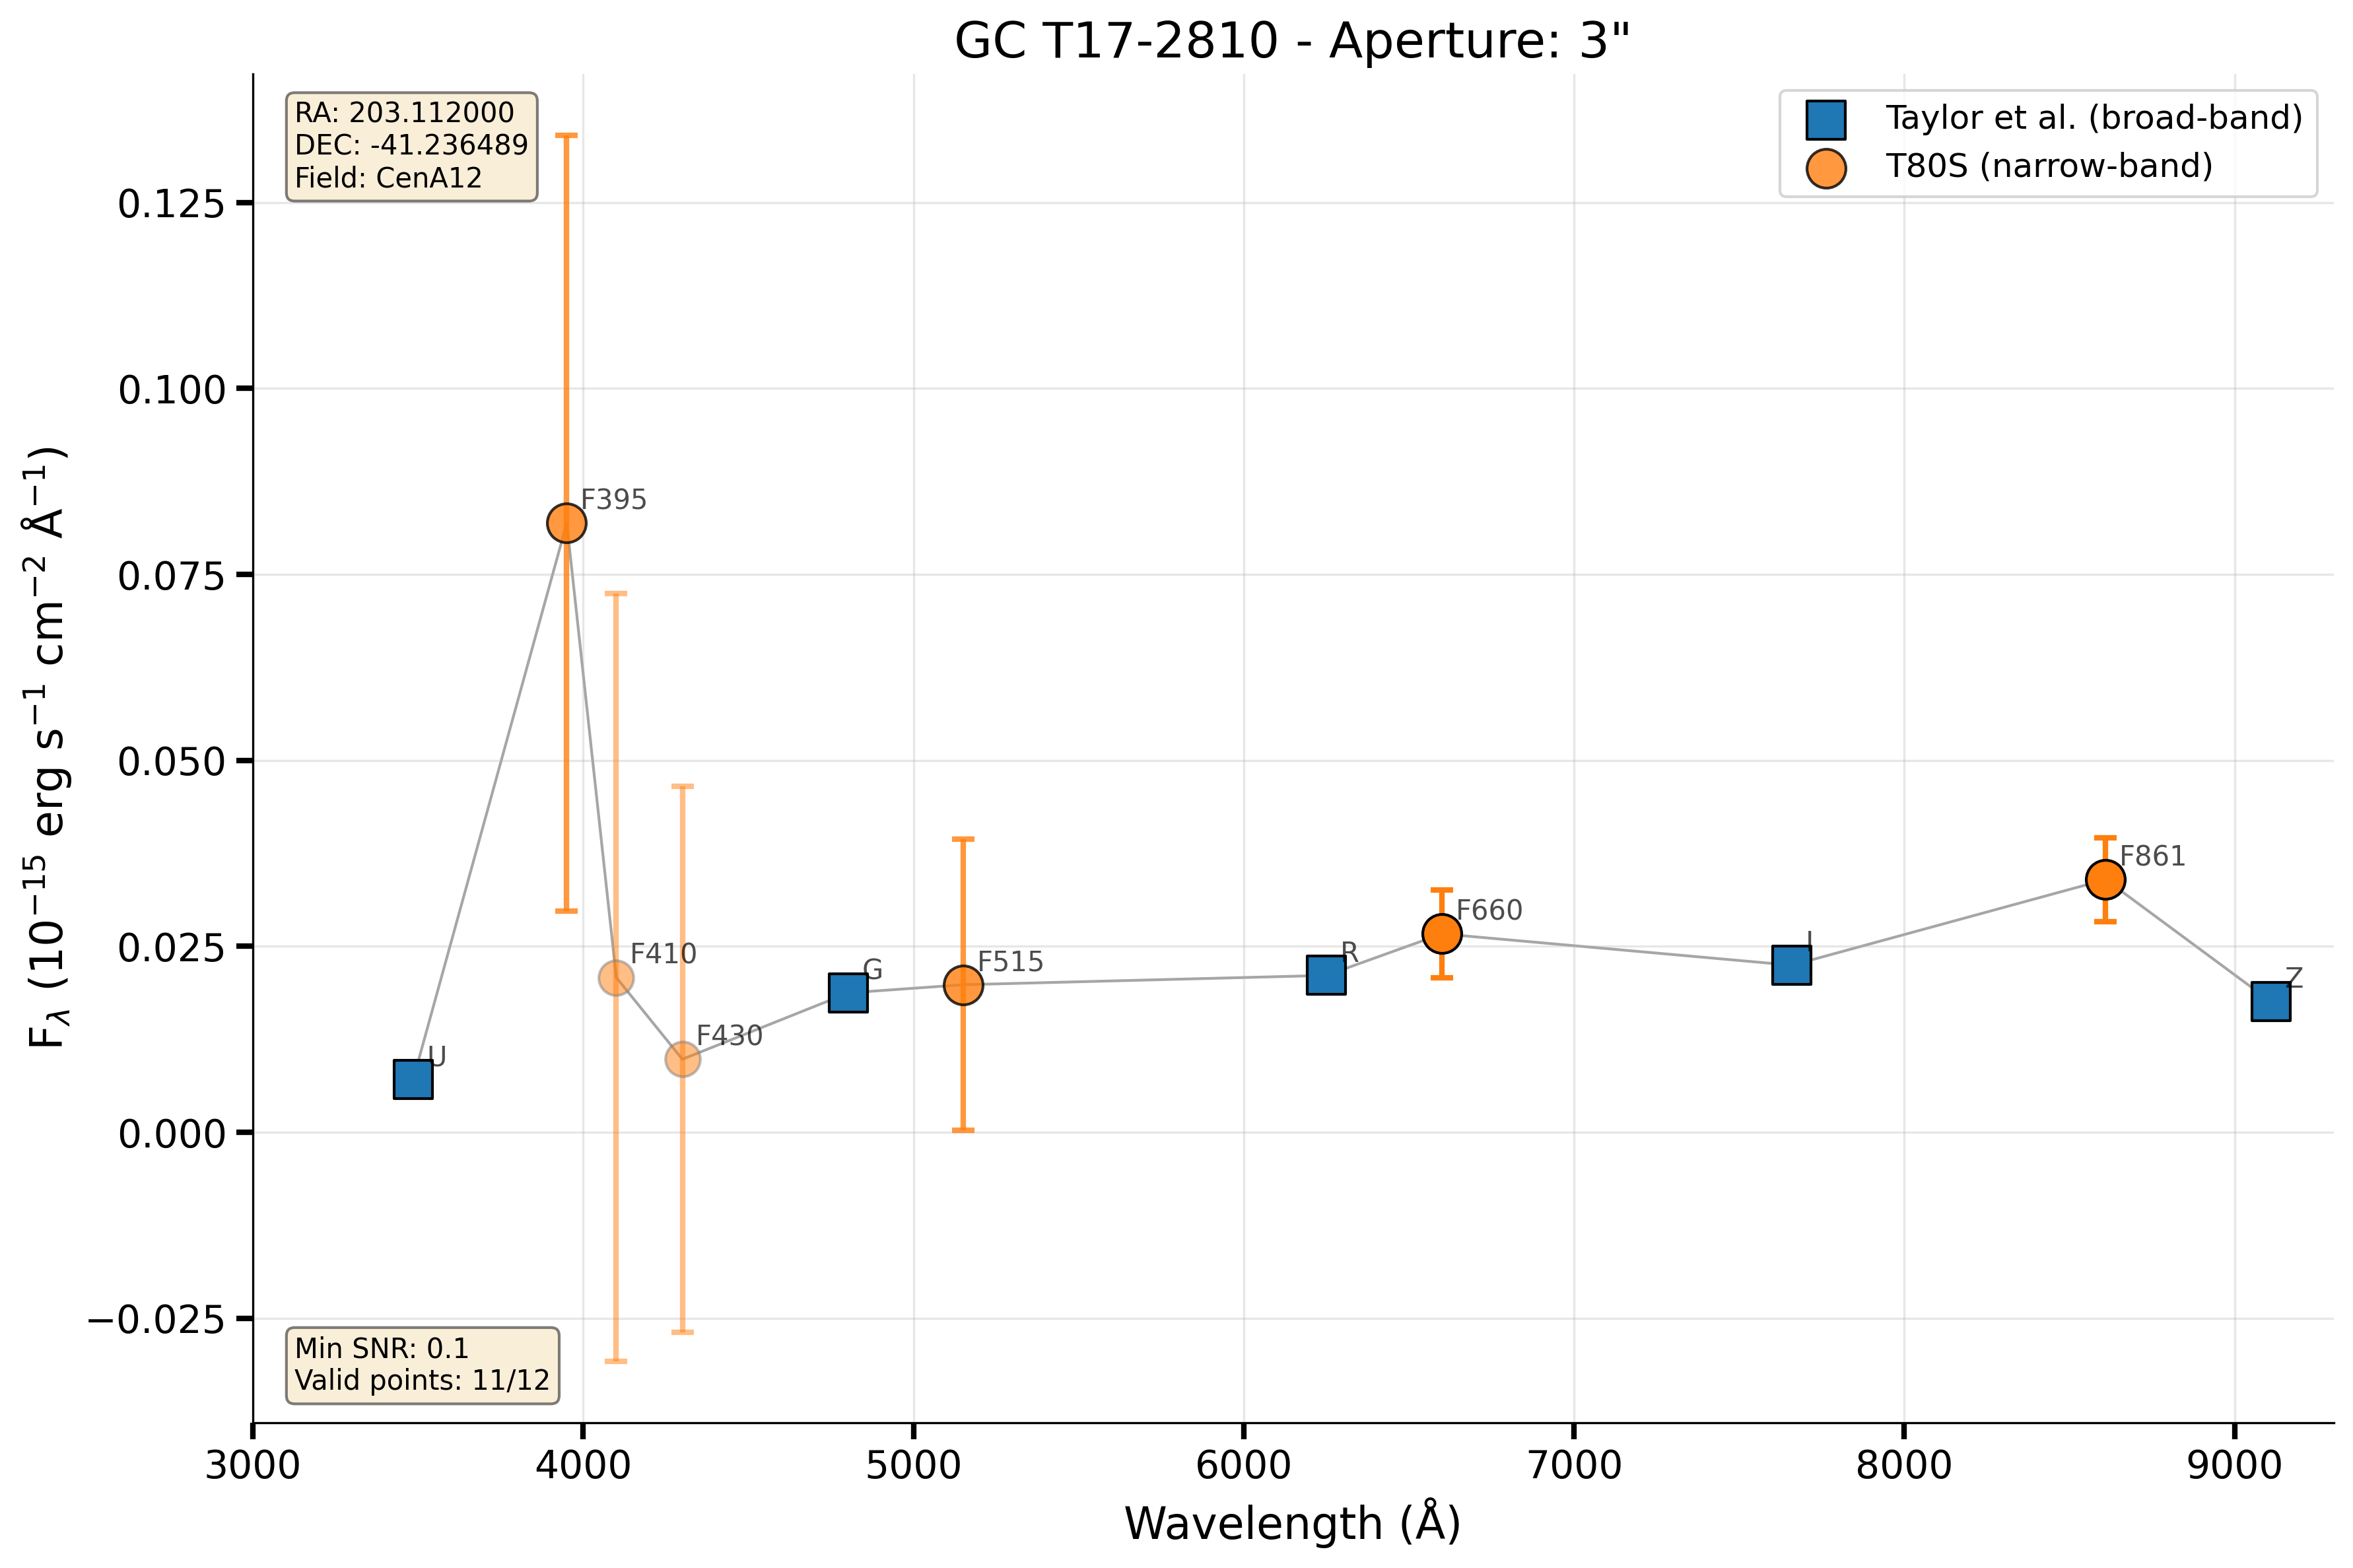 GC T17-2810 - Aperture: 3"
RA: 203.112000
DEC: -41.236489
Field: CenA12
Taylor et al. (broad-band)
T80S (narrow-band)
0.125
0.100
0.075
0.050
0.025
0.000
−0.025
F395
F410
F430
F515
F660
F861
U
G
R
I
Z
Min SNR: 0.1
Valid points: 11/12
3000 4000 5000 6000 7000 8000 9000
Wavelength (Å)
Fλ (10⁻¹⁵ erg s⁻¹ cm⁻² Å⁻¹)